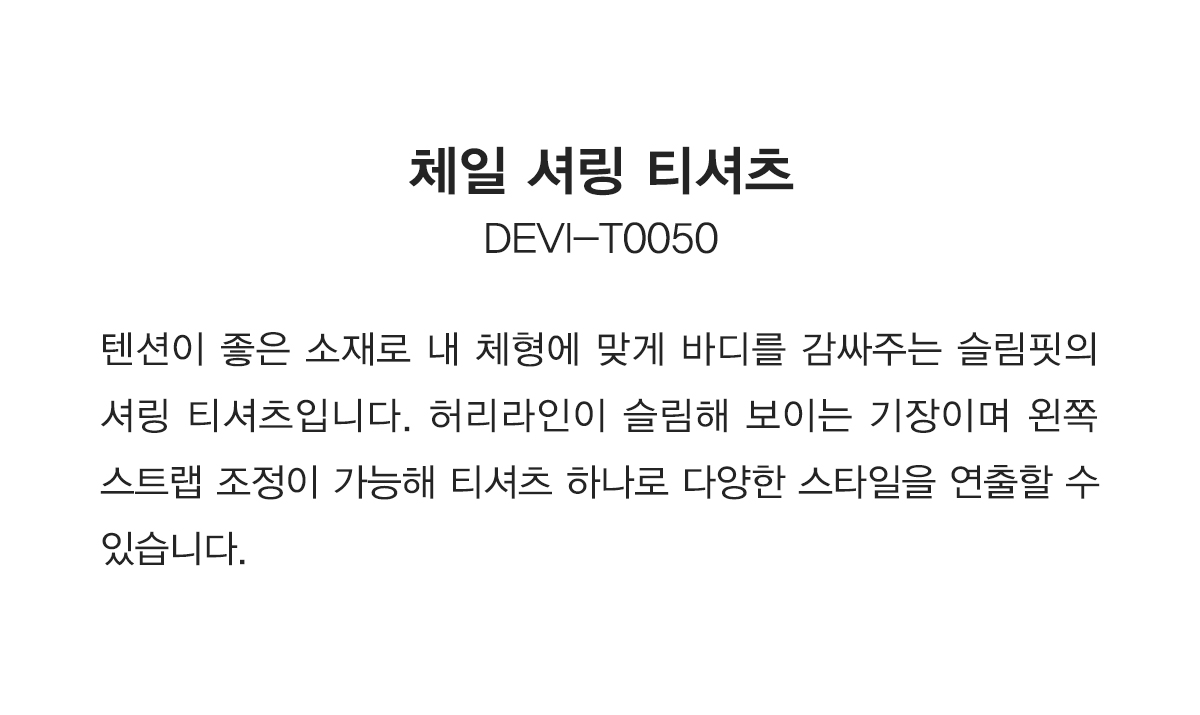 체일 셔링 티셔츠
DEVI-T0050
텐션이 좋은 소재로 내 체형에 맞게 바디를 감싸주는 슬림핏의
셔링 티셔츠입니다. 허리라인이 슬림해 보이는 기장이며 왼쪽
스트랩 조정이 가능해 티셔츠 하나로 다양한 스타일을 연출할 수
있습니다.